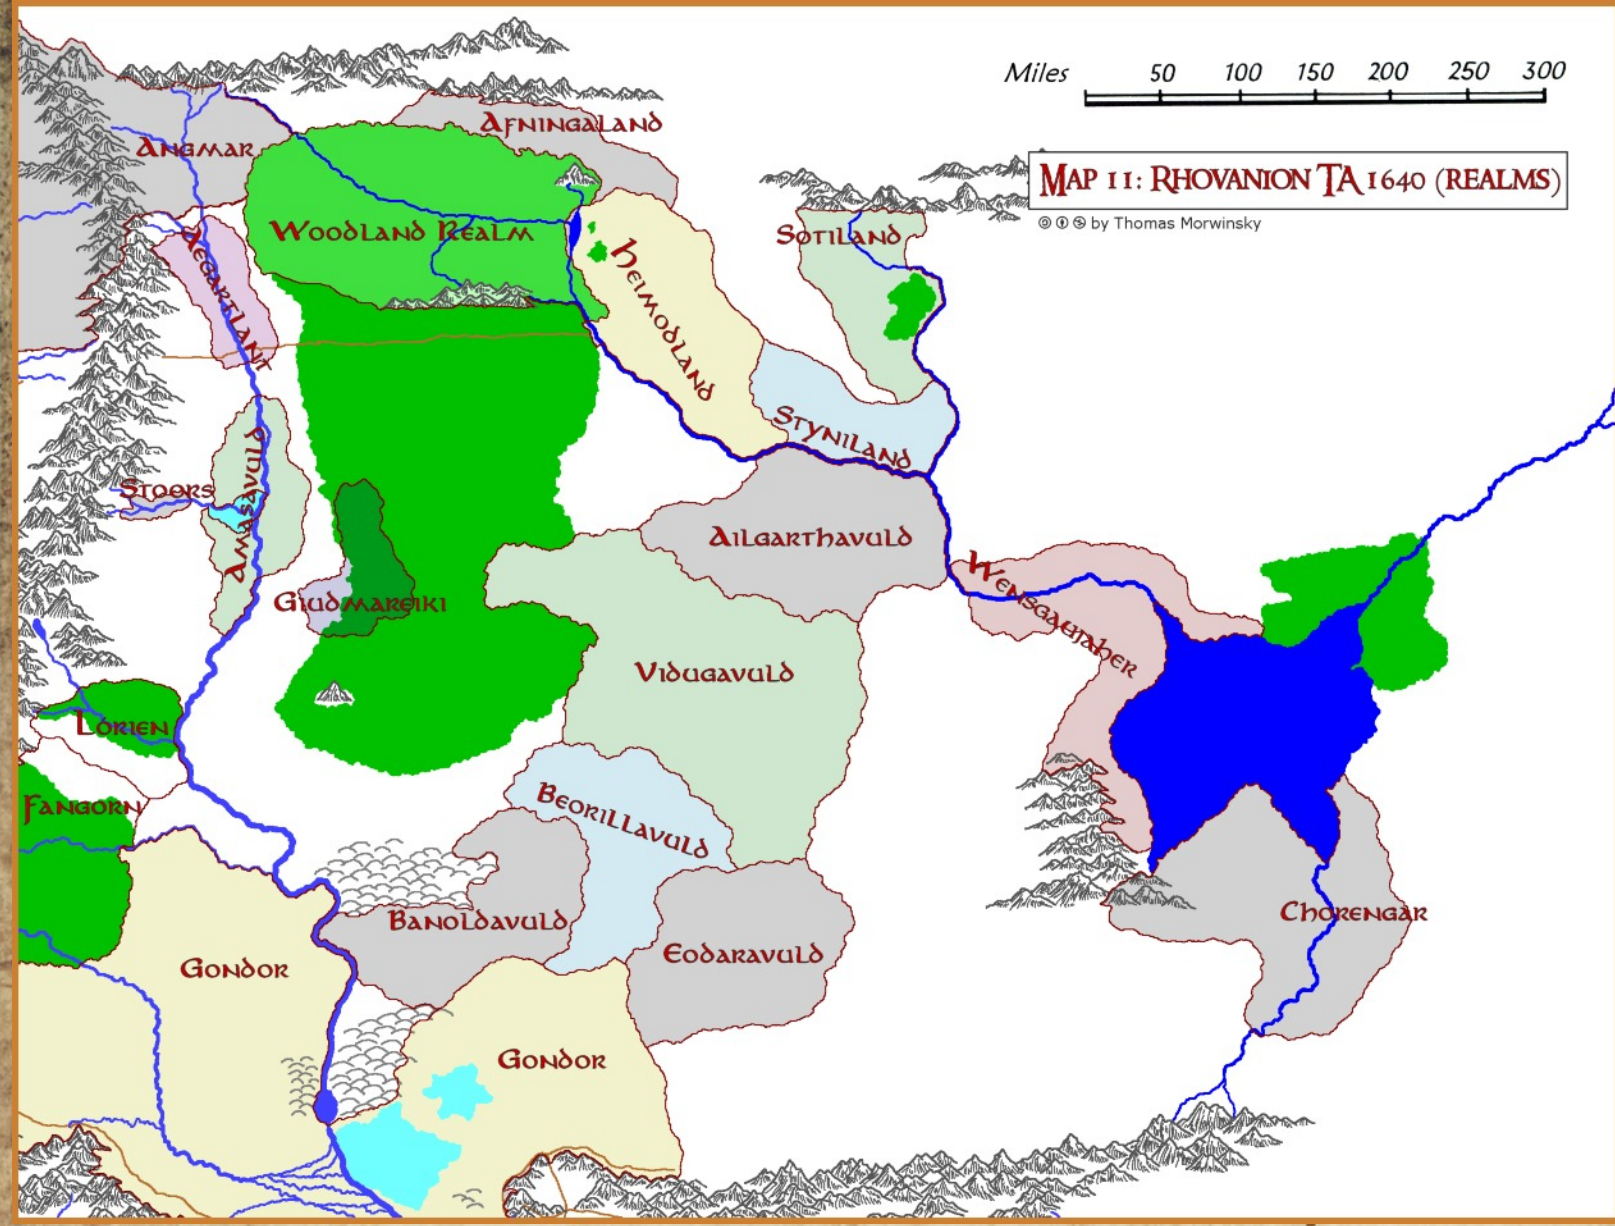 Miles 50 100 150 200 250 300
MAP 11: RHOVANION TA 1640 (REALMS)
by Thomas Morwinsky
Afningaland
Angmar
Woodland Realm
Sotiland
Aegartlant
Heimodland
Styniland
Stoors
Amasavuld
Ailgarthavuld
Wensgaujaher
Giudmareiki
Vidugavuld
Lórien
Fangorn
Beorillavuld
Banoldavuld
Chorengar
Eodaravuld
Gondor
Gondor